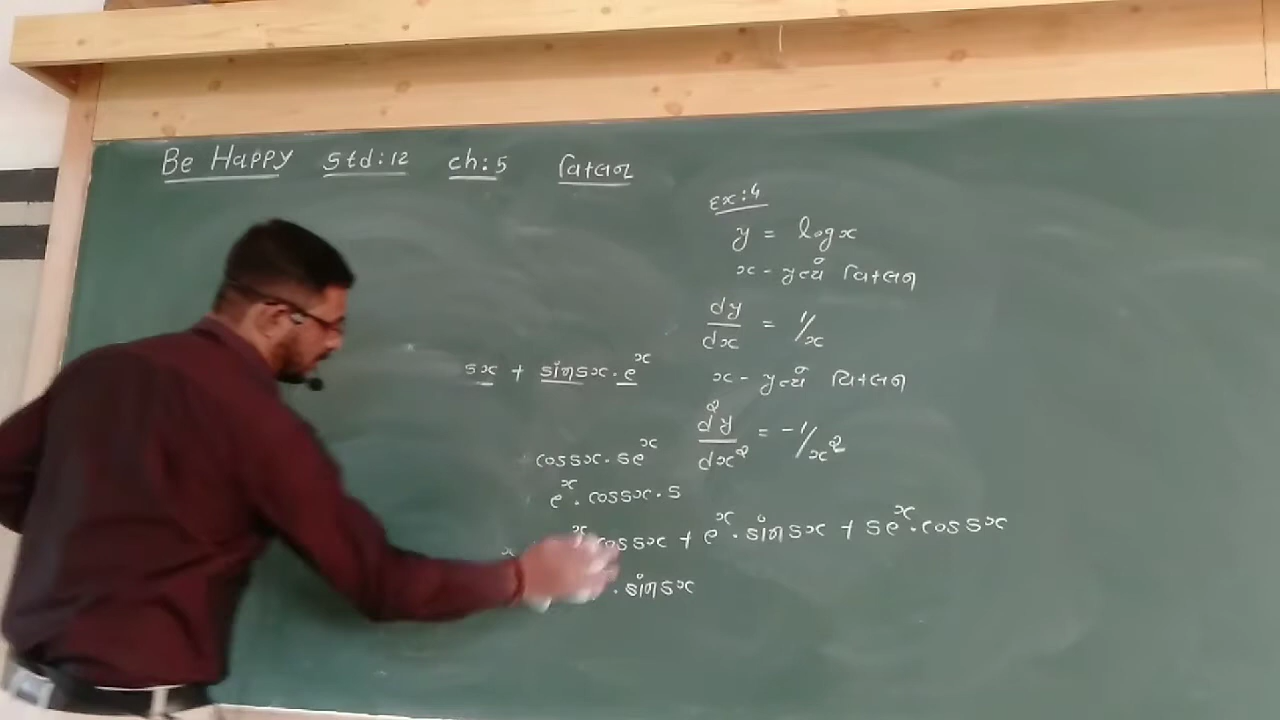 Be Happy Std:12 ch:5 વિકલન
5x + sin5x . e^x
cos5x . 5e^x
e^x . cos5x . 5
cos5x + e^x . sin5x + 5e^x . cos5x
. sin5x
Ex:4
y = log x
x - પ્રત્યે વિકલન
dy/dx = 1/x
x - પ્રત્યે વિકલન
d²y/dx² = -1/x²